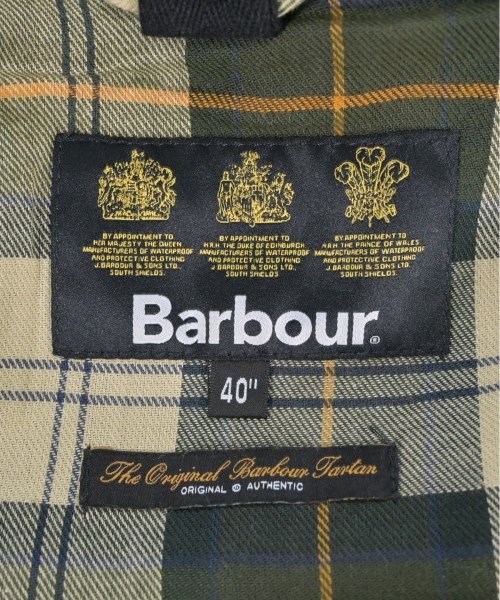 BY APPOINTMENT TO
HER MAJESTY THE QUEEN
MANUFACTURERS OF WATERPROOF
AND PROTECTIVE CLOTHING
J.BARBOUR & SONS LTD.
SOUTH SHIELDS.
BY APPOINTMENT TO
H.R.H. THE DUKE OF EDINBURGH
MANUFACTURERS OF WATERPROOF
AND PROTECTIVE CLOTHING
J.BARBOUR & SONS LTD.
SOUTH SHIELDS
BY APPOINTMENT TO
H.R.H. THE PRINCE OF WALES
MANUFACTURERS OF WATERPROOF
AND PROTECTIVE CLOTHING
J.BARBOUR & SONS LTD.
SOUTH SHIELDS.
Barbour®
40"
The Original Barbour Tartan
ORIGINAL ® AUTHENTIC